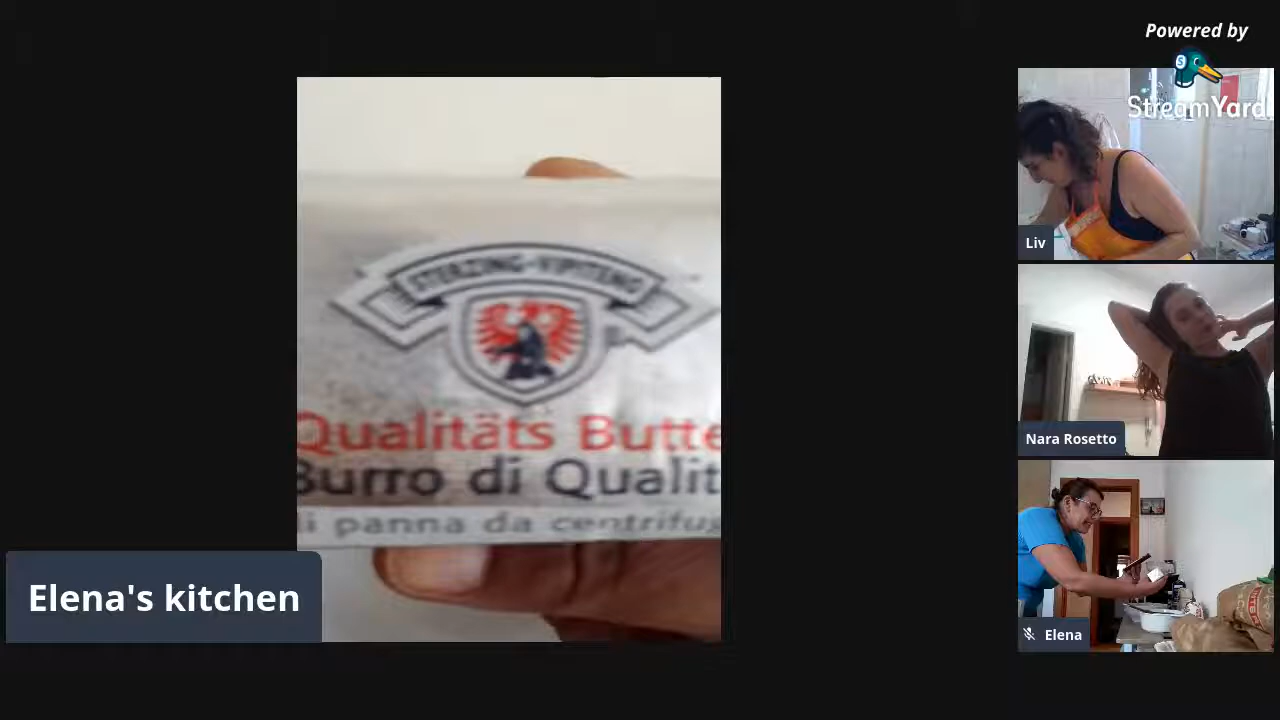 Powered by
StreamYard
STERZING-VIPITENO
Qualitäts Butte
Burro di Qualit
di panna da centrifug
Elena's kitchen
Liv
Nara Rosetto
Elena